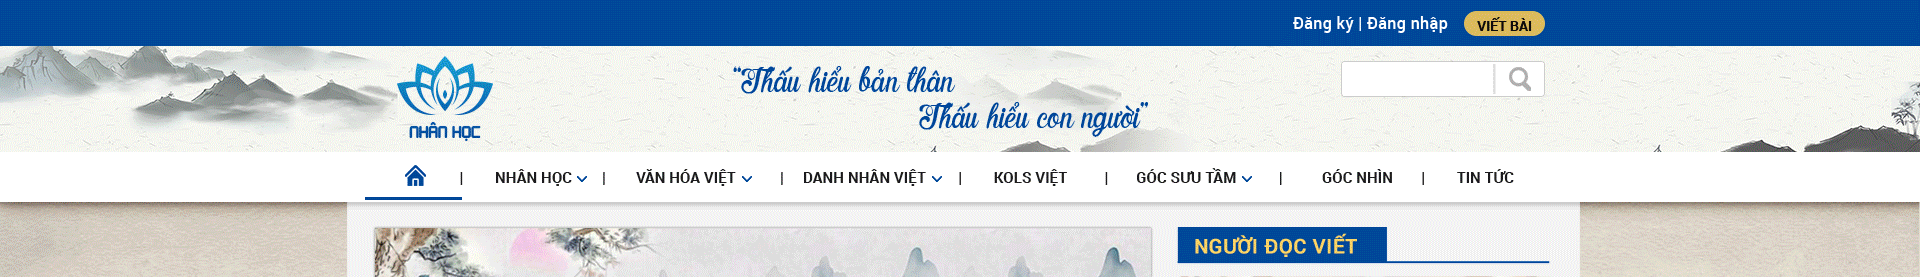 Đăng ký | Đăng nhập
VIẾT BÀI
"Thấu hiểu bản thân
Thấu hiểu con người"
NHÂN HỌC
| NHÂN HỌC | VĂN HÓA VIỆT | DANH NHÂN VIỆT | KOLS VIỆT | GÓC SƯU TẦM | GÓC NHÌN | TIN TỨC
NGƯỜI ĐỌC VIẾT